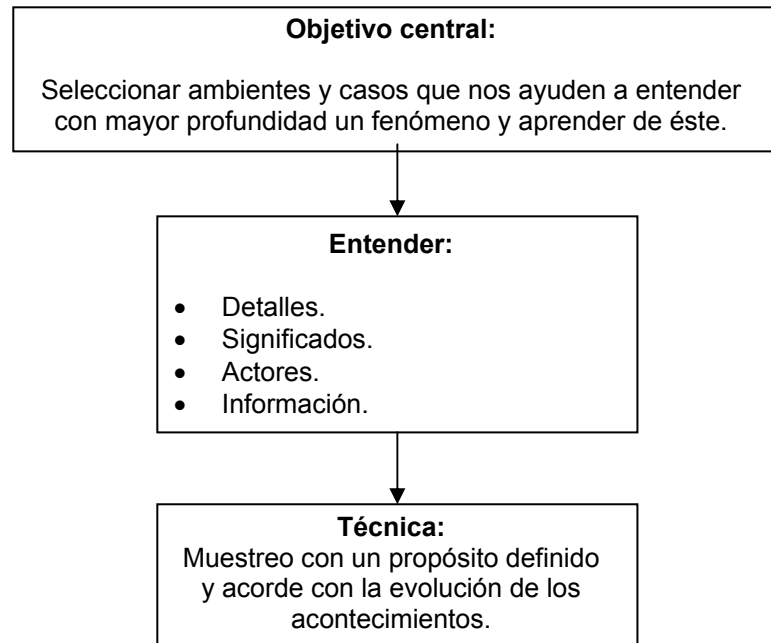 Objetivo central:
Seleccionar ambientes y casos que nos ayuden a entender
con mayor profundidad un fenómeno y aprender de éste.
Entender:
• Detalles.
• Significados.
• Actores.
• Información.
Técnica:
Muestreo con un propósito definido
y acorde con la evolución de los
acontecimientos.